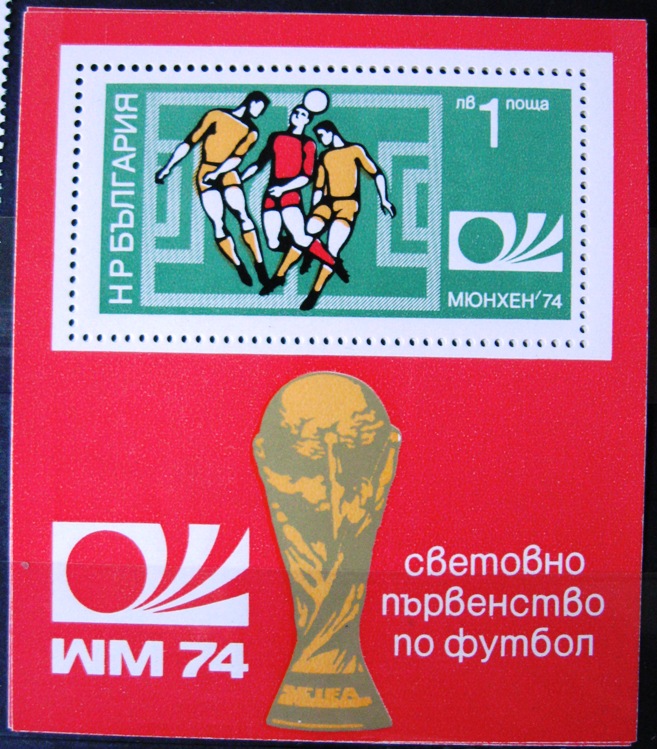 НР БЪЛГАРИЯ
лв 1 поща
МЮНХЕН'74
WM 74
световно
първенство
по футбол